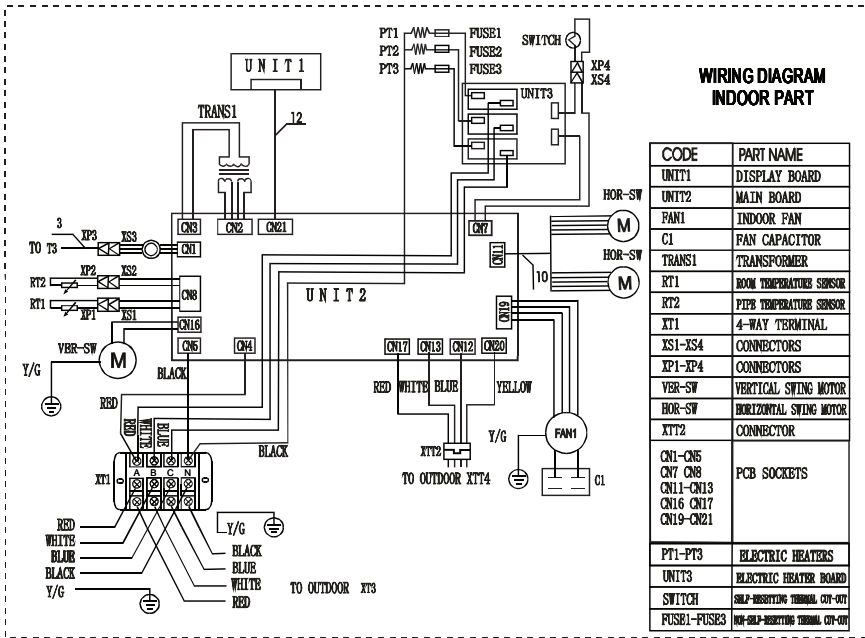 PT1
FUSE1
PT2
FUSE2
PT3
FUSE3
SWITCH
XP4
XS4
UNIT1
UNIT3
WIRING DIAGRAM
INDOOR PART
TRANS1
12
CODE PART NAME
UNIT1 DISPLAY BOARD
UNIT2 MAIN BOARD
FAN1 INDOOR FAN
C1 FAN CAPACITOR
TRANS1 TRANSFORMER
RT1 ROOM TEMPERATURE SENSOR
RT2 PIPE TEMPERATURE SENSOR
XT1 4-WAY TERMINAL
XS1-XS4 CONNECTORS
XP1-XP4 CONNECTORS
VER-SW VERTICAL SWING MOTOR
HOR-SW HORIZONTAL SWING MOTOR
XTT2 CONNECTOR
CN1-CN5
CN7 CN8
CN11-CN13
CN16 CN17
CN19-CN21
PCB SOCKETS
PT1-PT3 ELECTRIC HEATERS
UNIT3 ELECTRIC HEATER BOARD
SWITCH SELF-RESETTING THERMAL CUT-OUT
FUSE1-FUSE3 NON-SELF-RESETTING THERMAL CUT-OUT
HOR-SW
M
HOR-SW
M
CN3
CN2
CN21
CN7
CN11
10
3
TO T3
XP3
XS3
CN1
RT2
XP2
XS2
CN8
RT1
XP1
XS1
UNIT2
CN16
CN19
VER-SW
M
CN5
CN4
CN17
CN13
CN12
CN20
Y/G
BLACK
RED
RED
WHITE
BLUE
YELLOW
RED
WHITE
BLUE
BLACK
XTT2
Y/G
FAN1
TO OUTDOOR XTT4
C1
XT1
A
B
C
N
RED
WHITE
BLUE
BLACK
Y/G
Y/G
BLACK
BLUE
WHITE
RED
TO OUTDOOR XT3